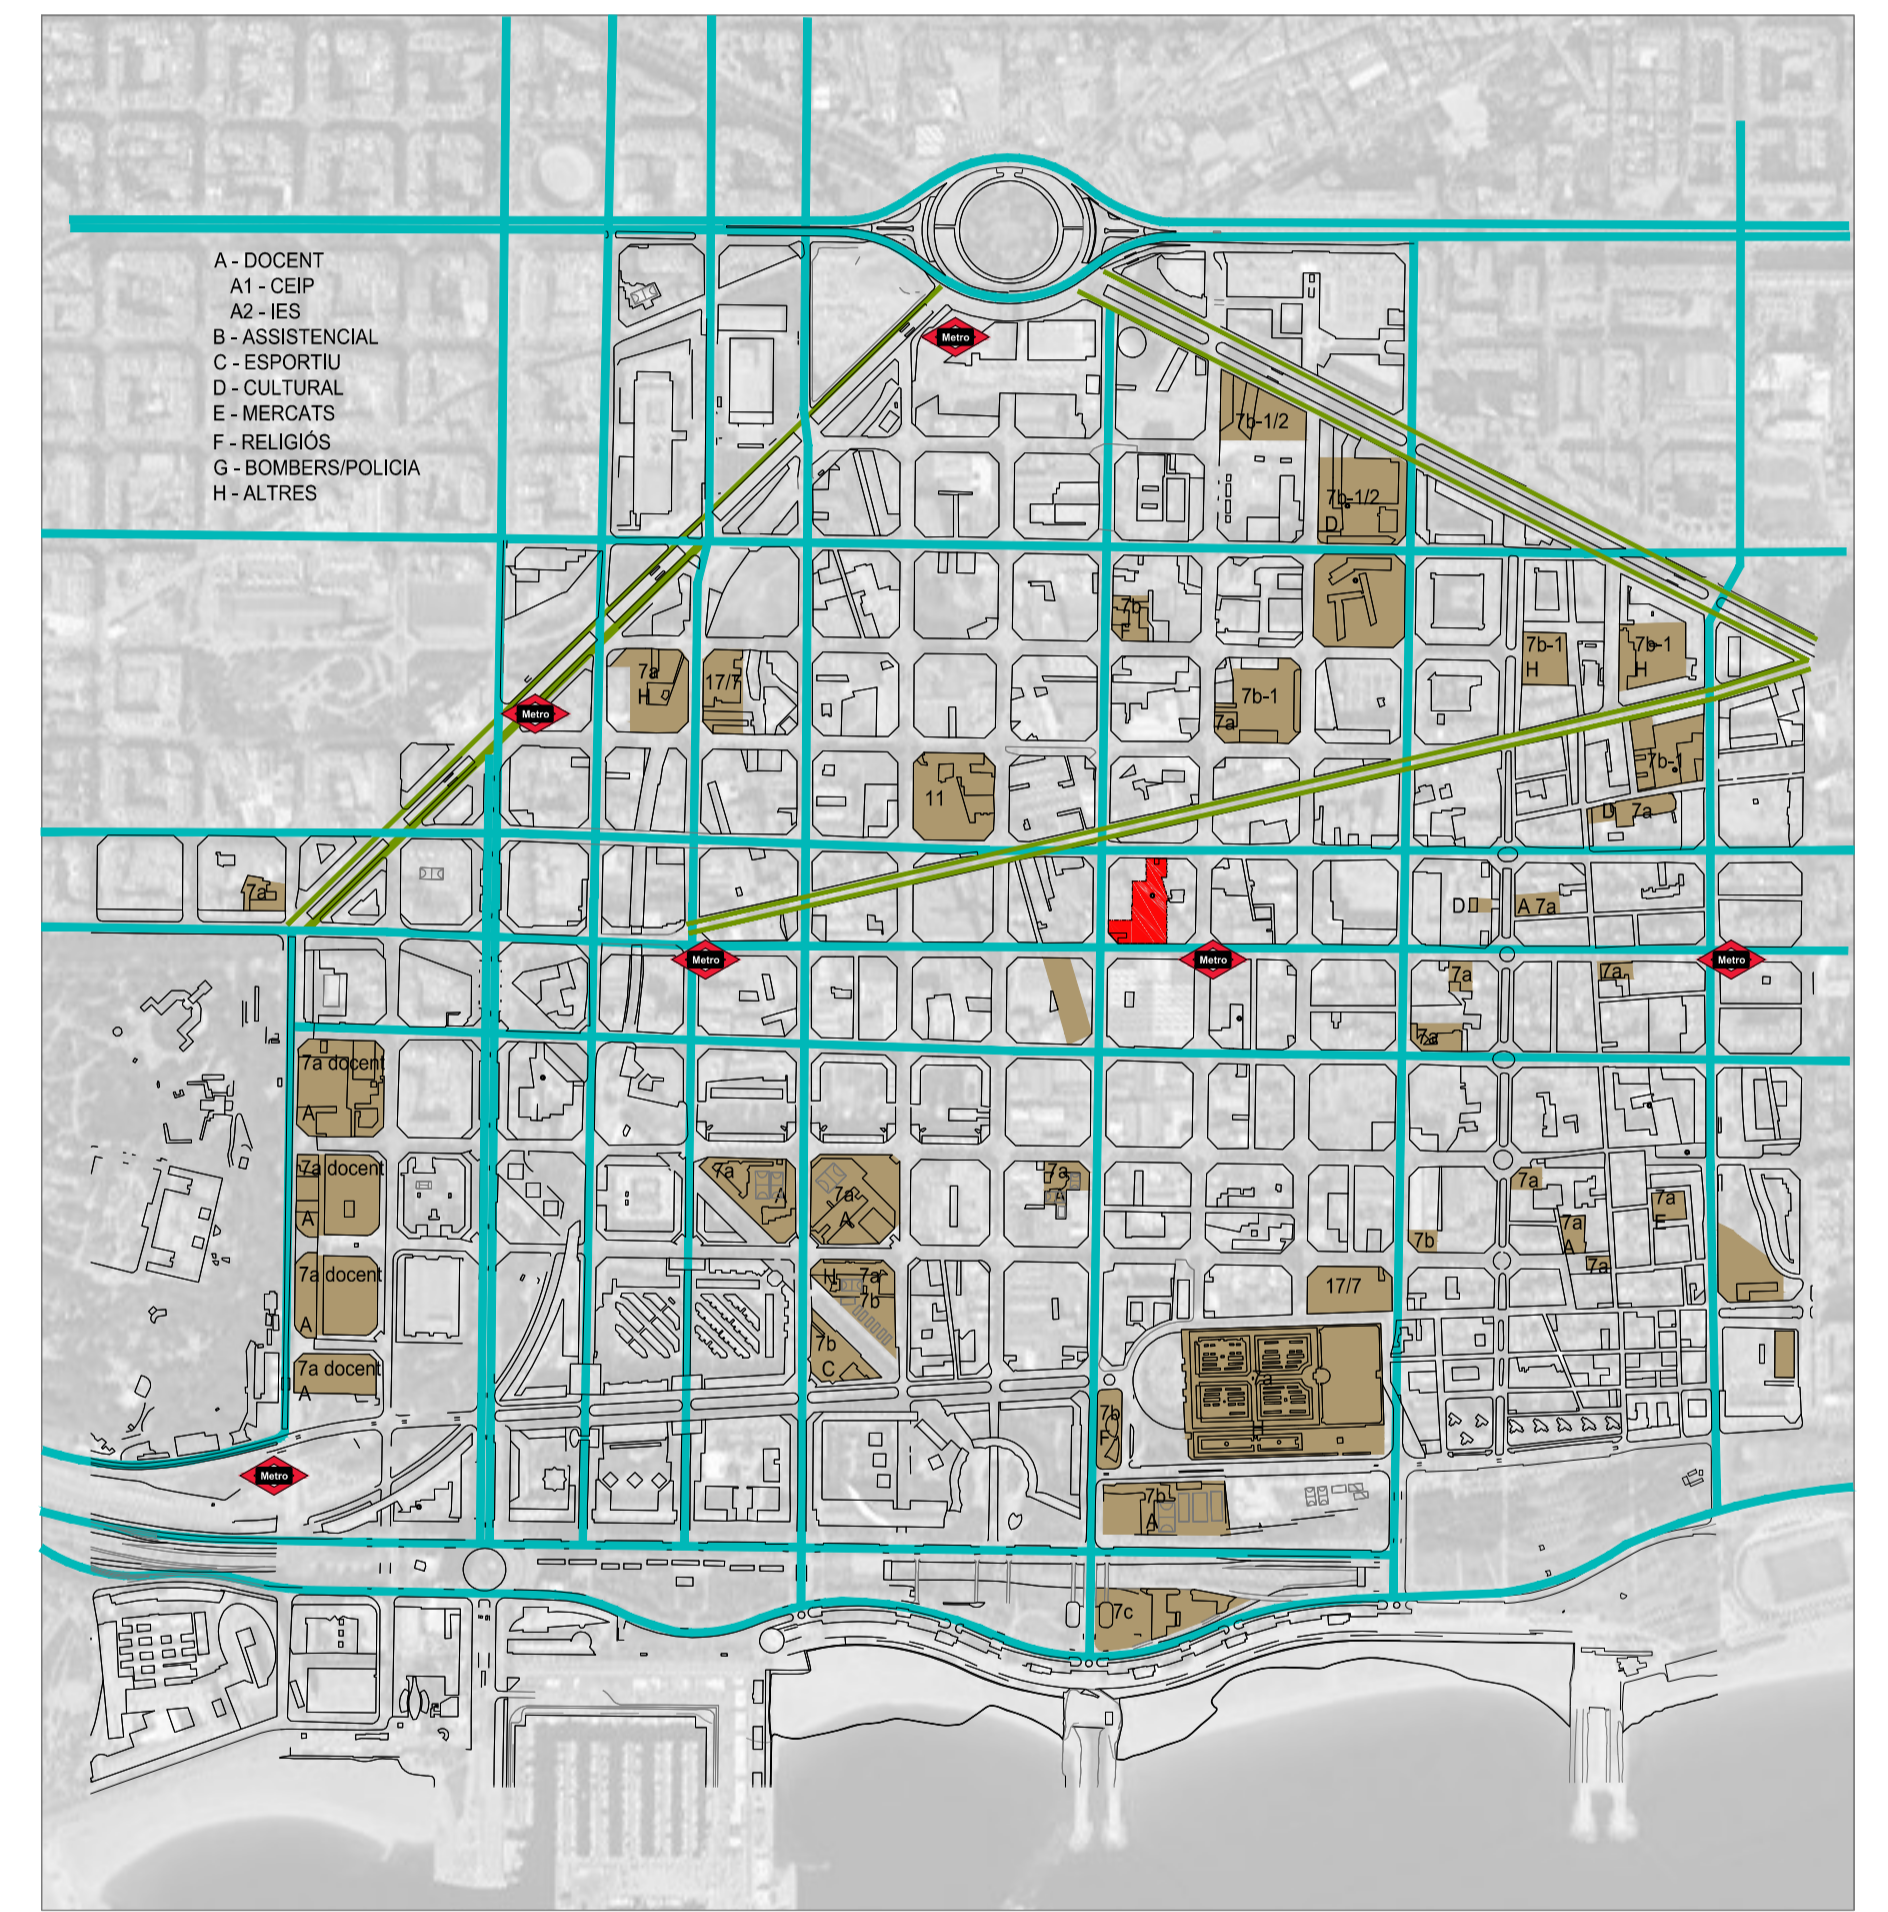 A - DOCENT
A1 - CEIP
A2 - IES
B - ASSISTENCIAL
C - ESPORTIU
D - CULTURAL
E - MERCATS
F - RELIGIÓS
G - BOMBERS/POLICIA
H - ALTRES
Metro
7b-1/2
7b-1/2
D
7b
F
7b-1
H
7b-1
H
7a
H
17/7
7b-1
7a
Metro
7b-1
11
D 7a
7a
D
A 7a
Metro
Metro
Metro
7a
7a
7a
7a docent
A
7a docent
A
7a
A
7a
A
7a
A
7a
7a
E
7a
A
7b
7a
7a docent
A
H
7a
7b
17/7
7b
C
7a docent
A
7b
F
Metro
7b
A
7c